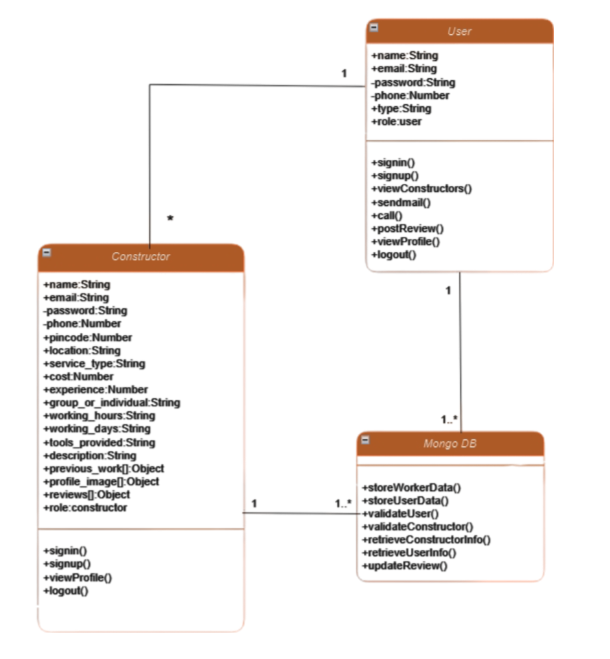 User
+name:String
+email:String
-password:String
-phone:Number
+type:String
+role:user
+signin()
+signup()
+viewConstructors()
+sendmail()
+call()
+postReview()
+viewProfile()
+logout()
1
*
Constructor
+name:String
+email:String
-password:String
-phone:Number
+pincode:Number
+location:String
+service_type:String
+cost:Number
+experience:Number
+group_or_individual:String
+working_hours:String
+working_days:String
+tools_provided:String
+description:String
+previous_work[]:Object
+profile_image[]:Object
+reviews[]:Object
+role:constructor
+signin()
+signup()
+viewProfile()
+logout()
1
1..*
1
1..*
Mongo DB
+storeWorkerData()
+storeUserData()
+validateUser()
+validateConstructor()
+retrieveConstructorInfo()
+retrieveUserInfo()
+updateReview()